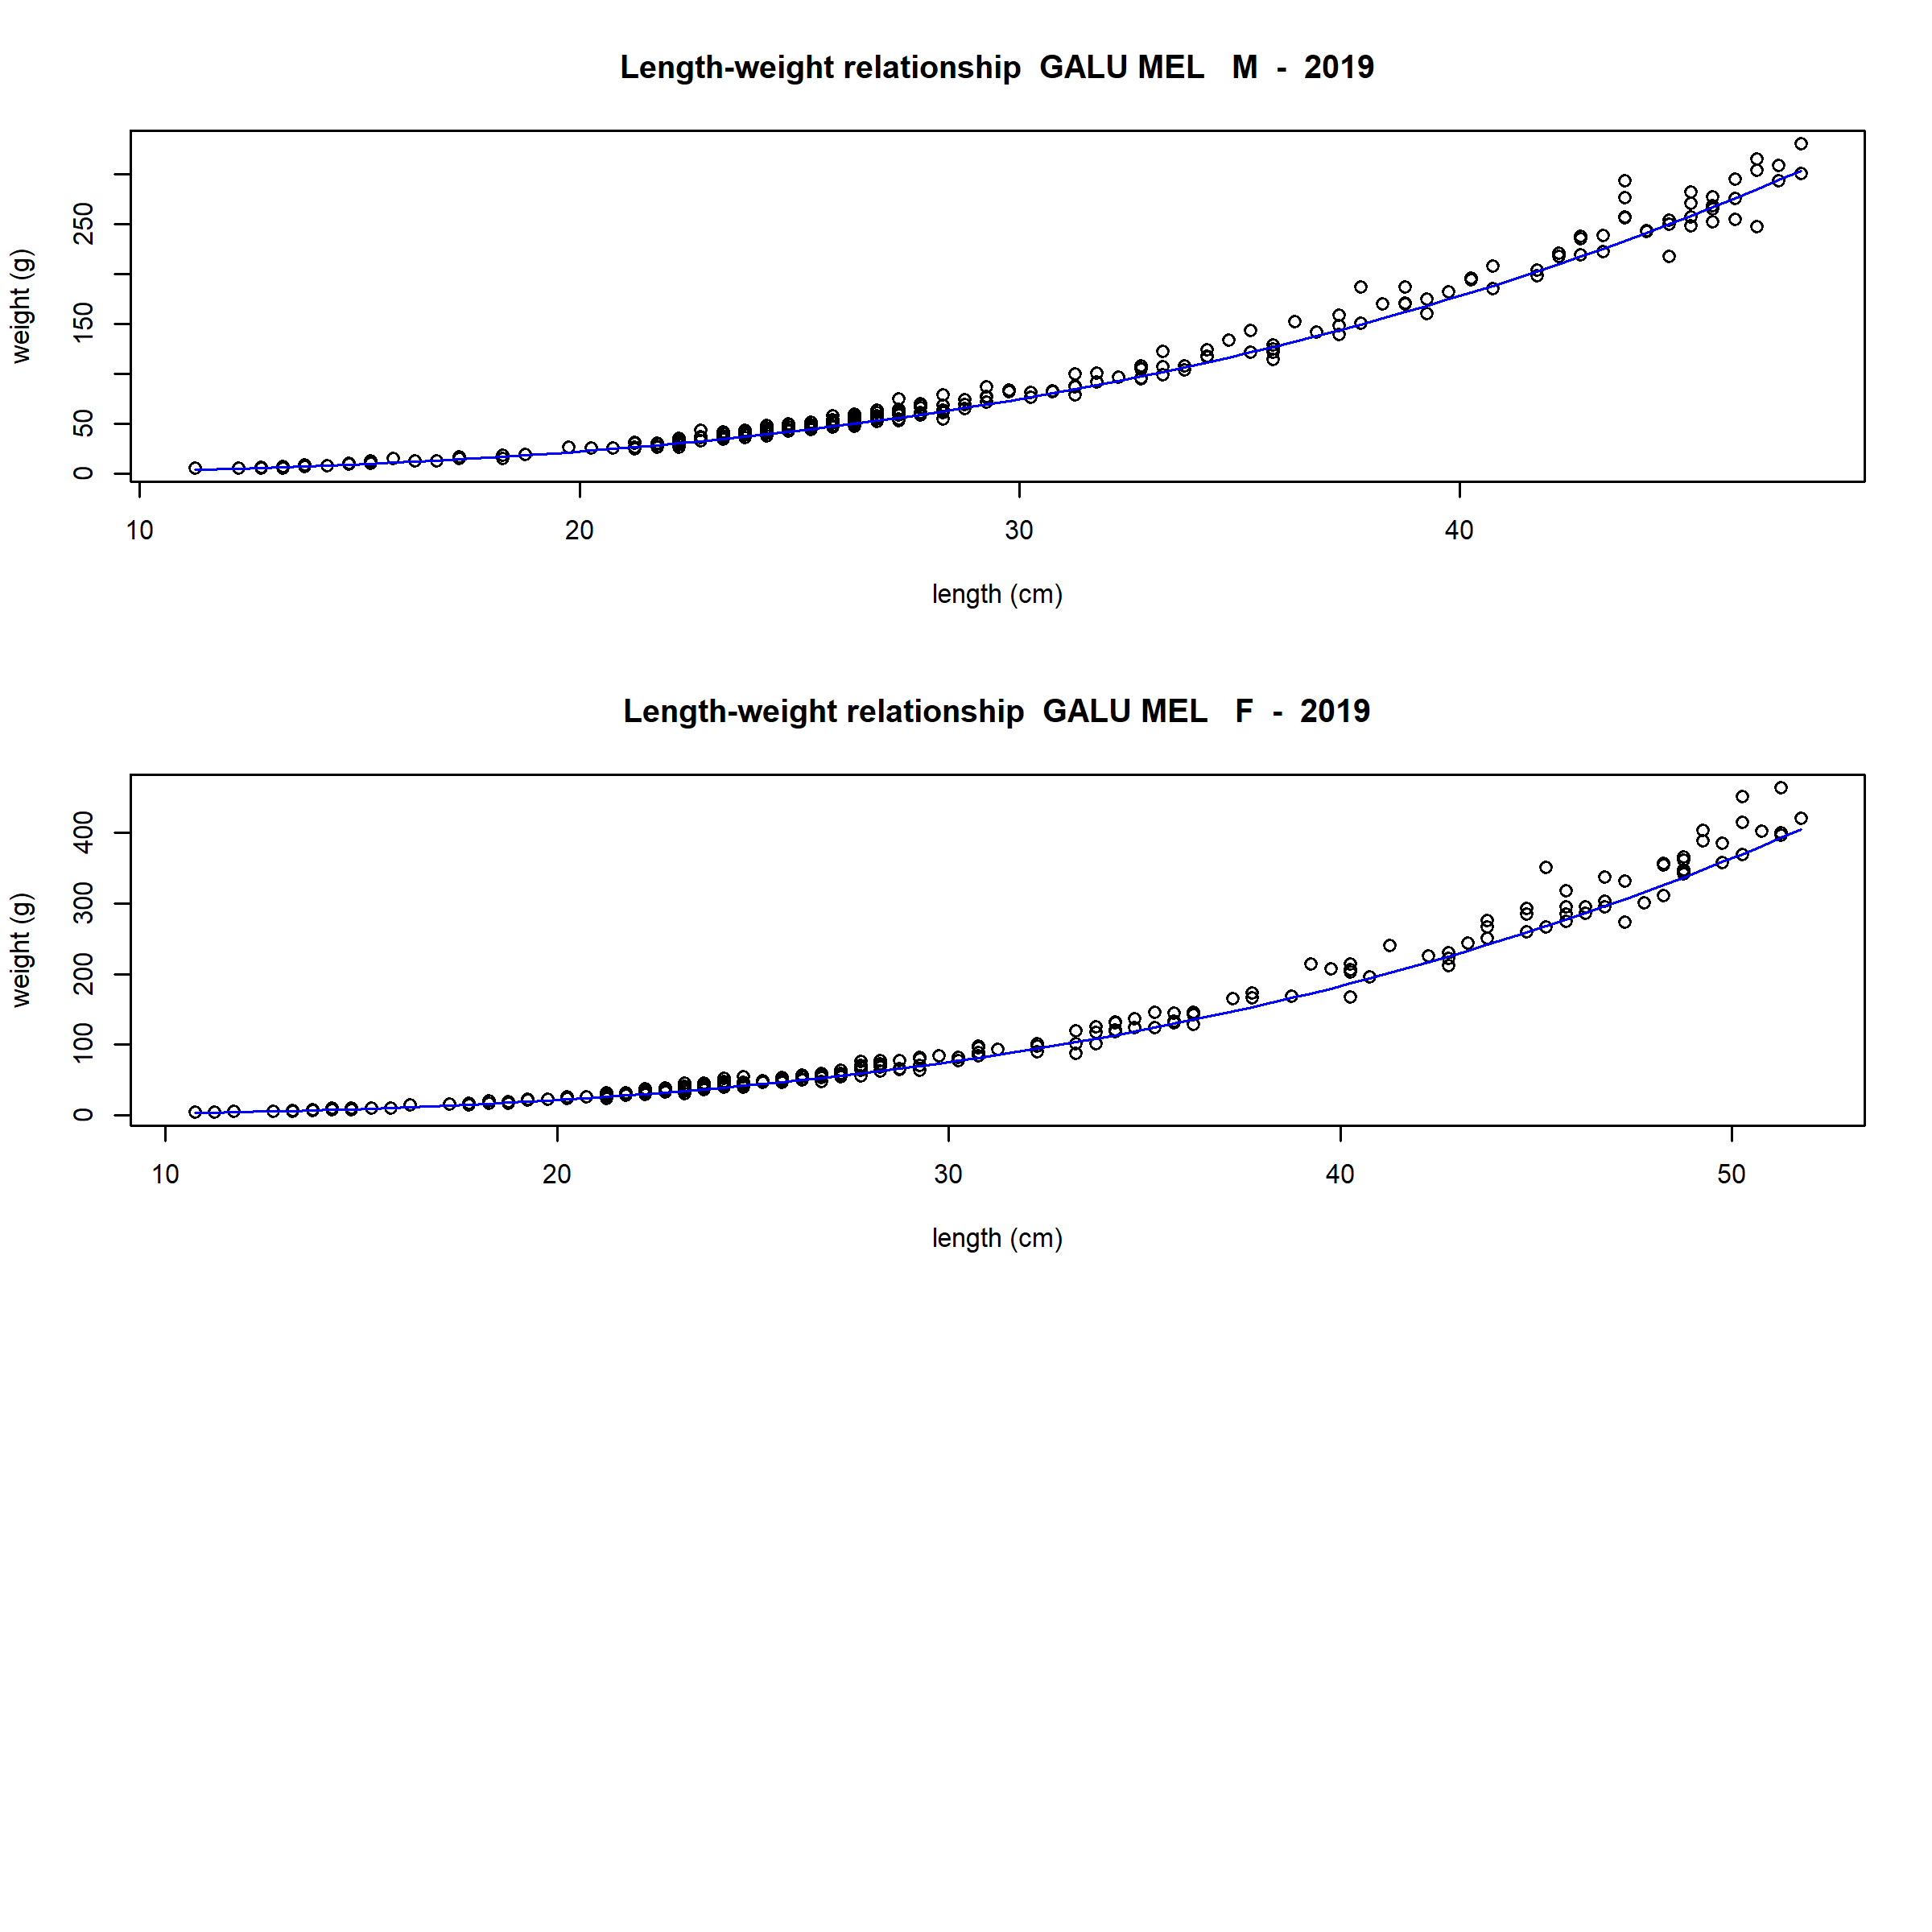 Length-weight relationship  GALU MEL   M  -  2019
weight (g)
250
150
50
0
10 20 30 40
length (cm)
Length-weight relationship  GALU MEL   F  -  2019
weight (g)
400
300
200
100
0
10 20 30 40 50
length (cm)